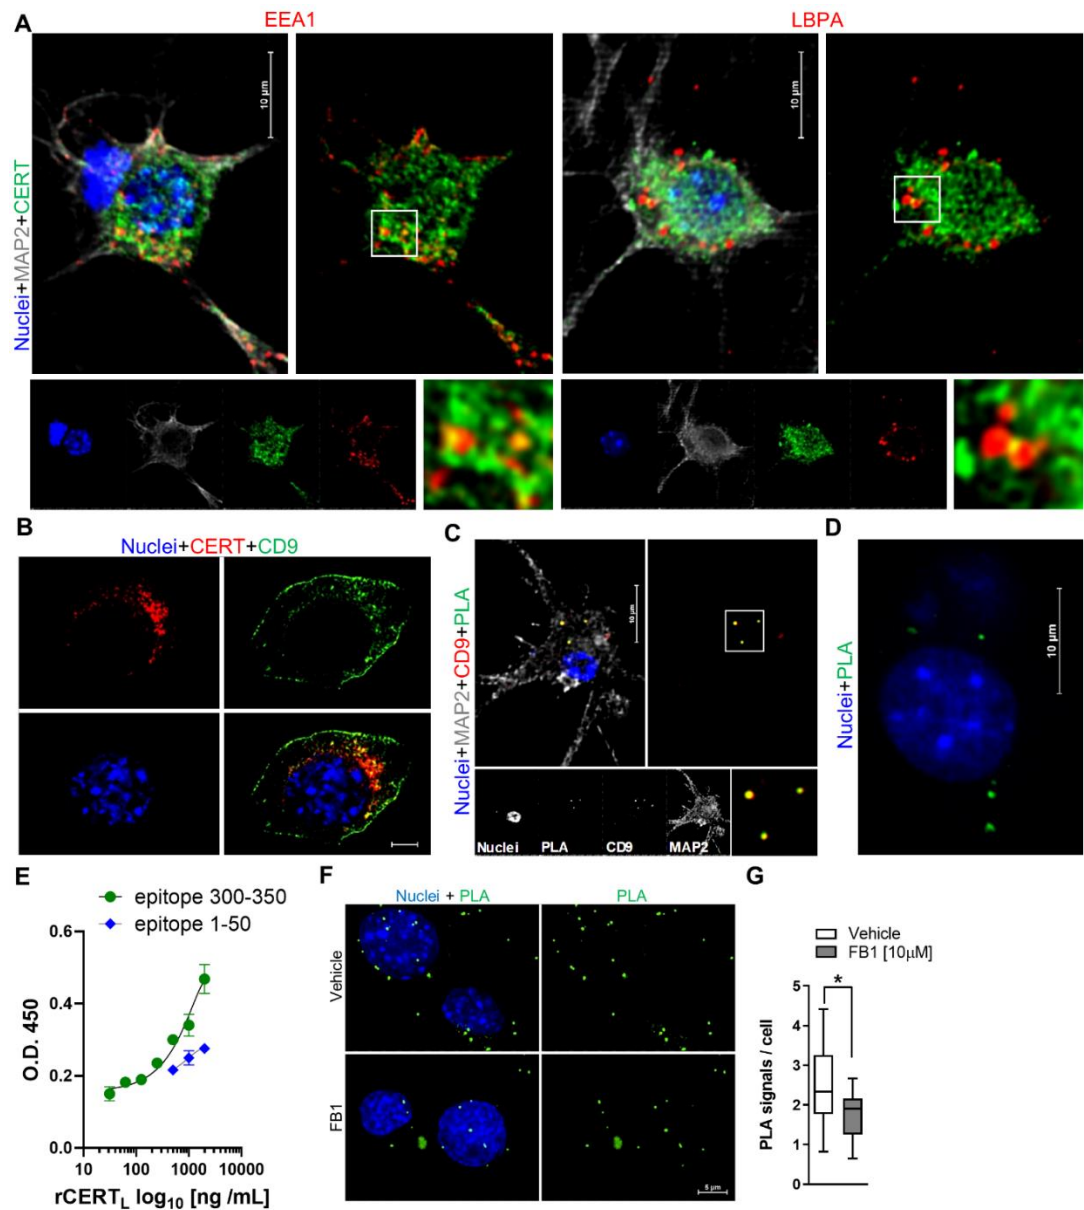 A
EEA1
LBPA
Nuclei+MAP2+CERT
10 µm
10 µm
B
Nuclei+CERT+CD9
C
Nuclei+MAP2+CD9+PLA
10 µm
Nuclei
PLA
CD9
MAP2
D
Nuclei+PLA
10 µm
E
epitope 300-350
epitope 1-50
0.6
0.4
0.2
0.0
O.D. 450
10
100
1000
10000
rCERTL log10 [ng /mL]
F
Nuclei + PLA
PLA
Vehicle
FB1
5 µm
G
Vehicle
FB1 [10µM]
*
5
4
3
2
1
0
PLA signals / cell